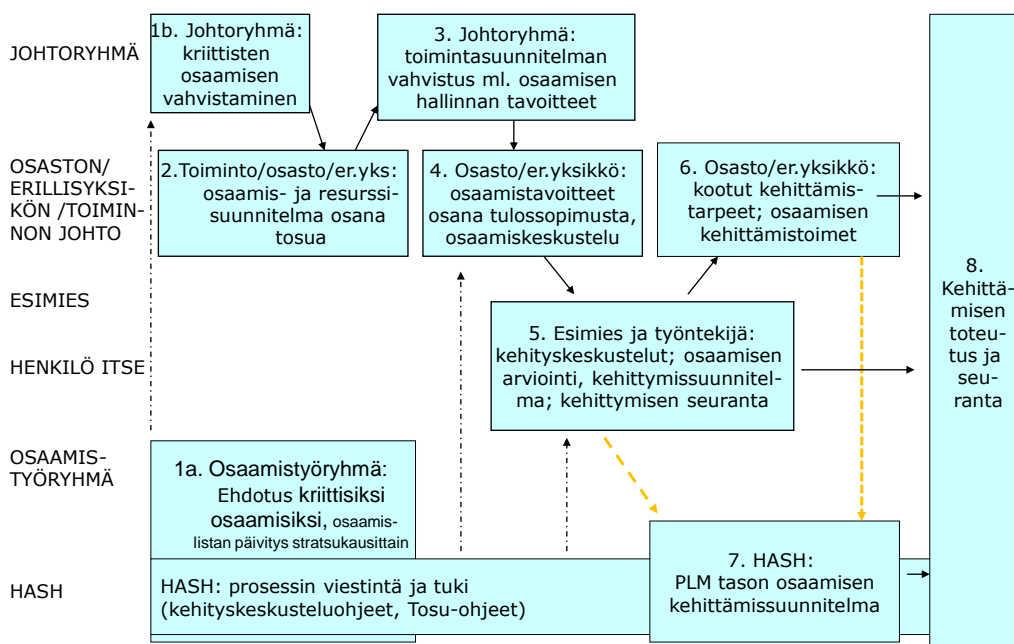 JOHTORYHMÄ
1b. Johtoryhmä:
kriittisten
osaamisen
vahvistaminen
3. Johtoryhmä:
toimintasuunnitelman
vahvistus ml. osaamisen
hallinnan tavoitteet
OSASTON/
ERILLISYKSI-
KÖN /TOIMIN-
NON JOHTO
2.Toiminto/osasto/er.yks:
osaamis- ja resurssi-
suunnitelma osana
tosua
4. Osasto/er.yksikkö:
osaamistavoitteet
osana tulossopimusta,
osaamiskeskustelu
6. Osasto/er.yksikkö:
kootut kehittämis-
tarpeet; osaamisen
kehittämistoimet
8.
Kehittä-
misen
toteu-
tus ja
seu-
ranta
ESIMIES
HENKILÖ ITSE
5. Esimies ja työntekijä:
kehityskeskustelut; osaamisen
arviointi, kehittymissuunnitel-
ma; kehittymisen seuranta
OSAAMIS-
TYÖRYHMÄ
1a. Osaamistyöryhmä:
Ehdotus kriittisiksi
osaamisiksi, osaamis-
listan päivitys stratsukausittain
HASH
HASH: prosessin viestintä ja tuki
(kehityskeskusteluohjeet, Tosu-ohjeet)
7. HASH:
PLM tason osaamisen
kehittämissuunnitelma